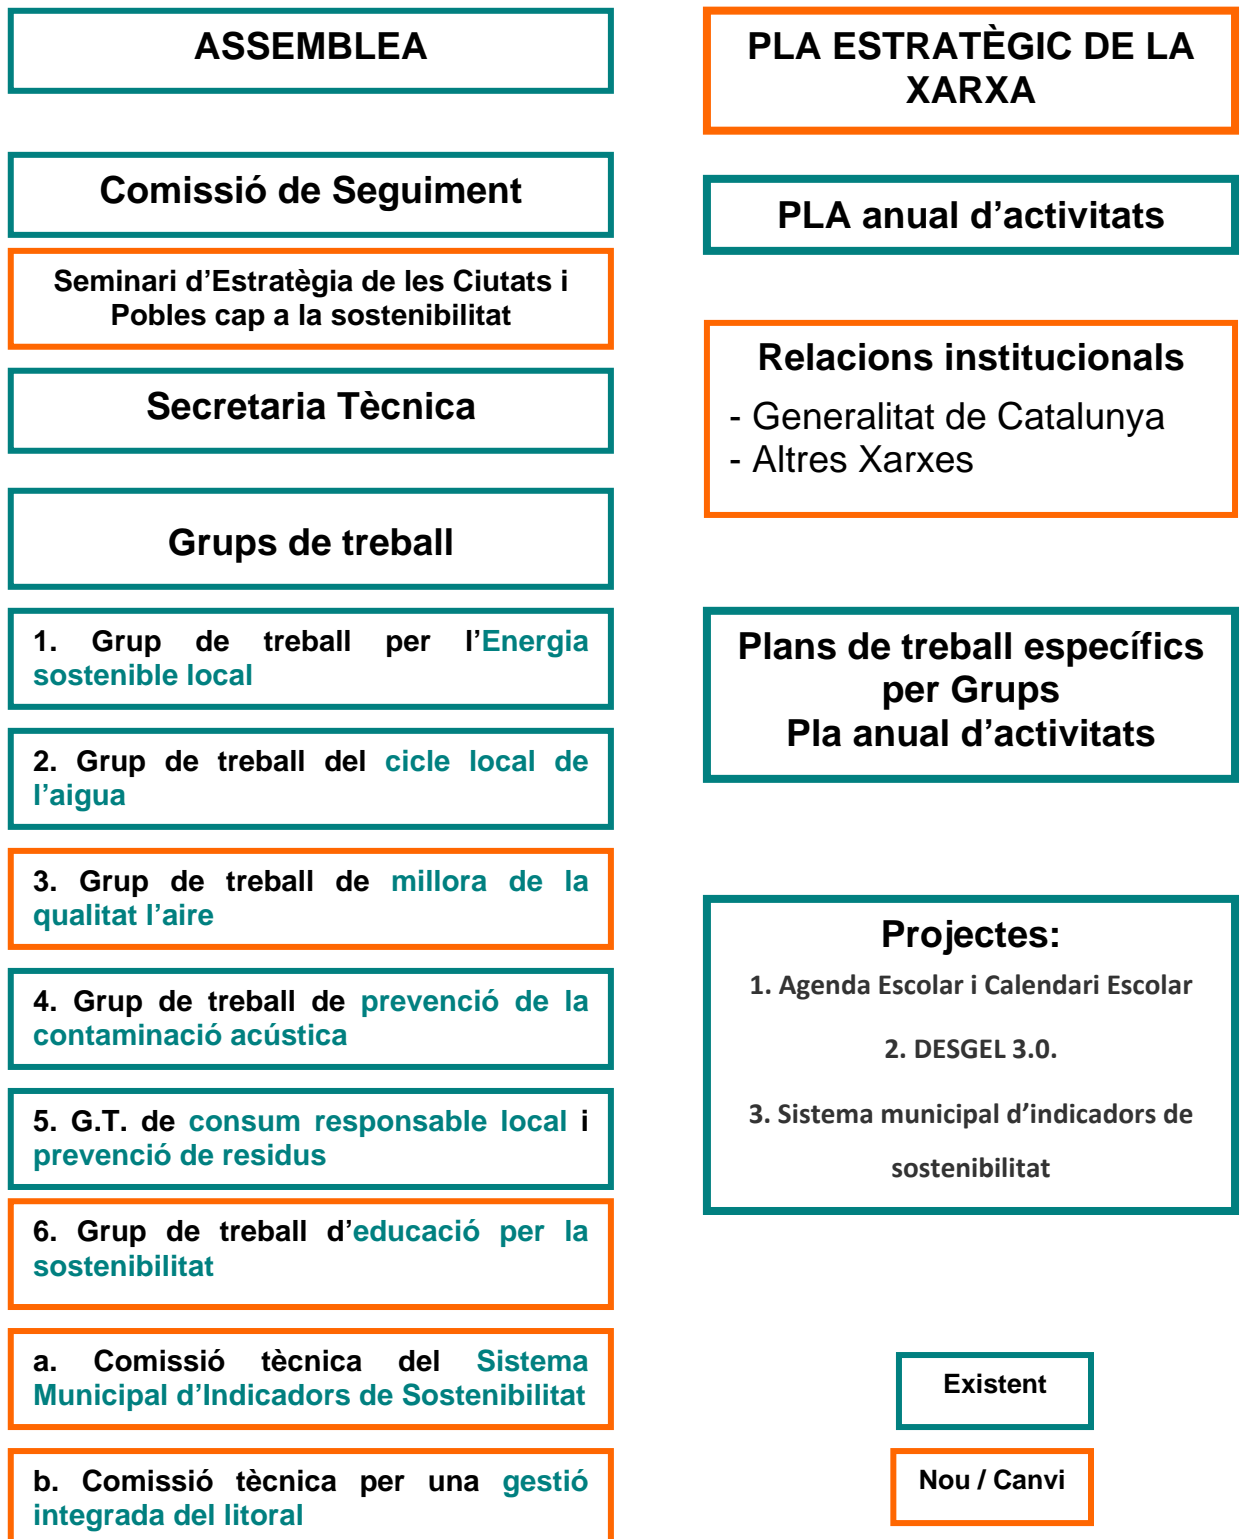 ASSEMBLEA
Comissió de Seguiment
Seminari d’Estratègia de les Ciutats i
Pobles cap a la sostenibilitat
Secretaria Tècnica
Grups de treball
1. Grup de treball per l’Energia
sostenible local
2. Grup de treball del cicle local de
l’aigua
3. Grup de treball de millora de la
qualitat l’aire
4. Grup de treball de prevenció de la
contaminació acústica
5. G.T. de consum responsable local i
prevenció de residus
6. Grup de treball d’educació per la
sostenibilitat
a. Comissió tècnica del Sistema
Municipal d’Indicadors de Sostenibilitat
b. Comissió tècnica per una gestió
integrada del litoral
PLA ESTRATÈGIC DE LA
XARXA
PLA anual d’activitats
Relacions institucionals
- Generalitat de Catalunya
- Altres Xarxes
Plans de treball específics
per Grups
Pla anual d’activitats
Projectes:
1. Agenda Escolar i Calendari Escolar
2. DESGEL 3.0.
3. Sistema municipal d’indicadors de
sostenibilitat
Existent
Nou / Canvi